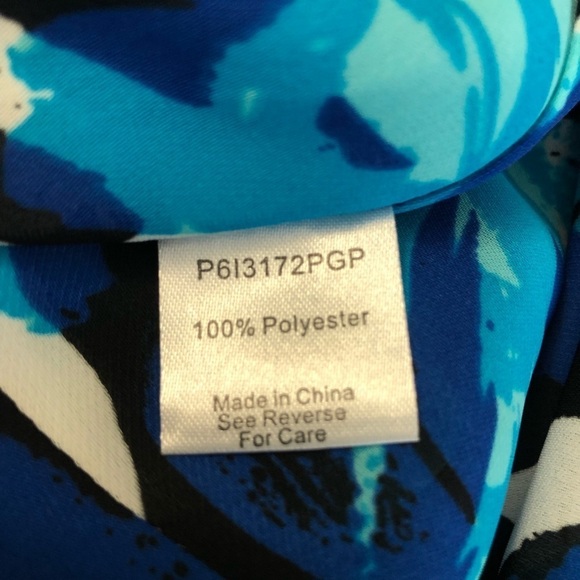 P6I3172PGP
100% Polyester
Made in China
See Reverse
For Care